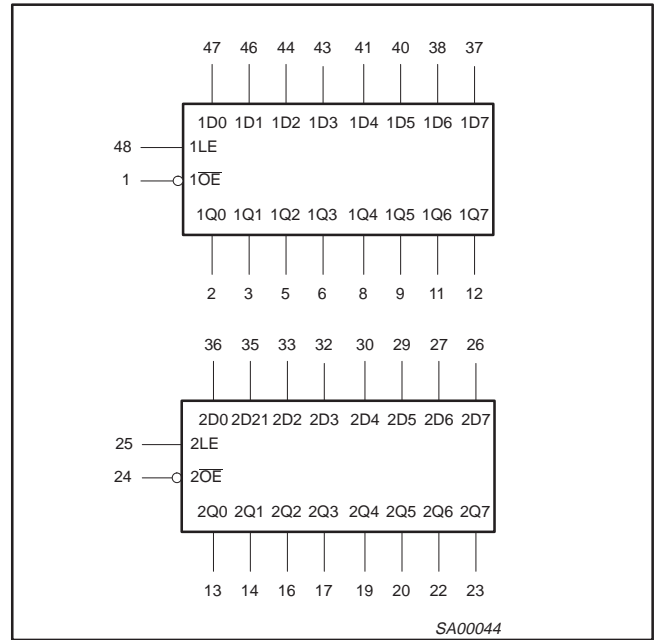 47 46 44 43 41 40 38 37
1D0 1D1 1D2 1D3 1D4 1D5 1D6 1D7
48 1LE
1 1O̅E̅
1Q0 1Q1 1Q2 1Q3 1Q4 1Q5 1Q6 1Q7
2 3 5 6 8 9 11 12
36 35 33 32 30 29 27 26
2D0 2D21 2D2 2D3 2D4 2D5 2D6 2D7
25 2LE
24 2O̅E̅
2Q0 2Q1 2Q2 2Q3 2Q4 2Q5 2Q6 2Q7
13 14 16 17 19 20 22 23
SA00044